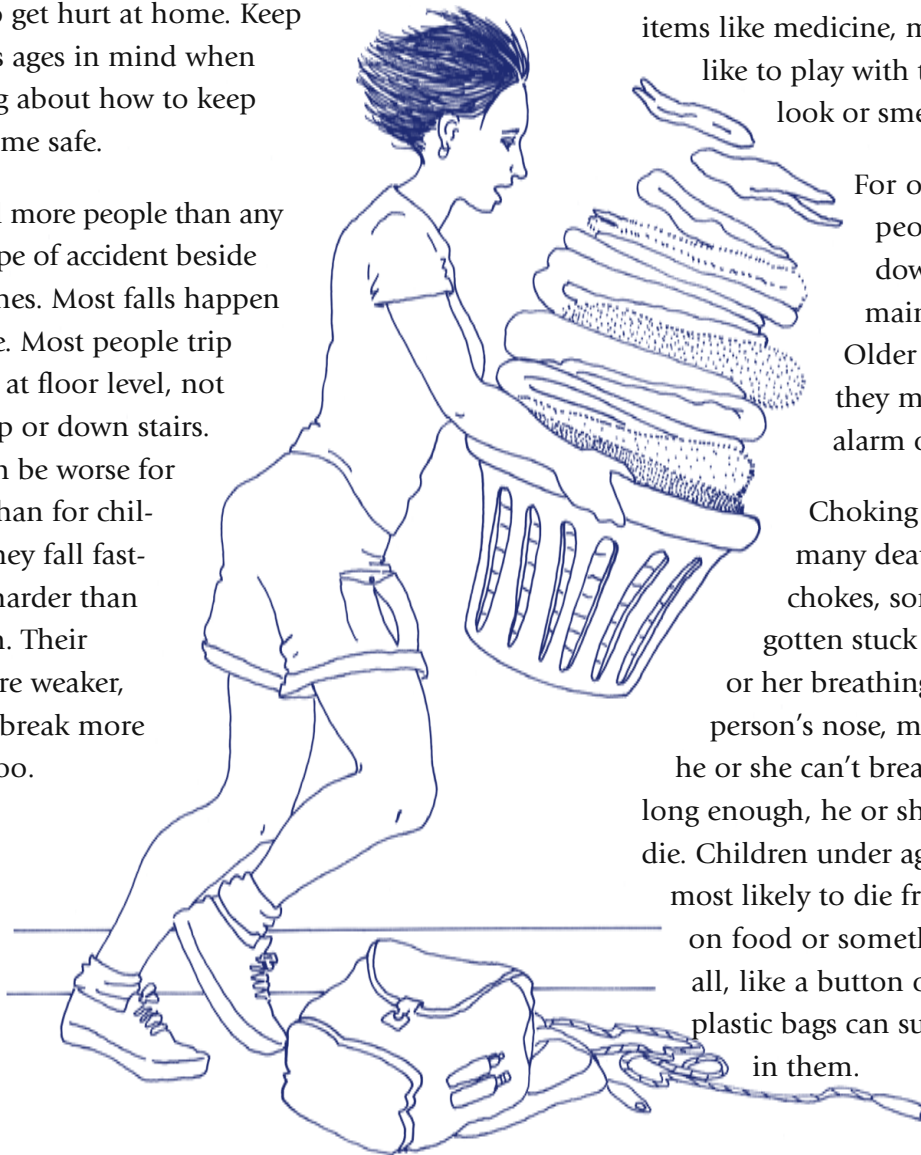 o get hurt at home. Keep
s ages in mind when
g about how to keep
me safe.
l more people than any
pe of accident beside
hes. Most falls happen
e. Most people trip
at floor level, not
p or down stairs.
n be worse for
han for chil-
hey fall fast-
harder than
n. Their
re weaker,
break more
oo.
items like medicine, m
like to play with t
look or sme
For o
peo
dow
main
Older
they m
alarm o
Choking
many dea
chokes, so
gotten stuck
or her breathing
person's nose, m
he or she can't brea
long enough, he or sh
die. Children under ag
most likely to die fr
on food or someth
all, like a button o
plastic bags can su
in them.